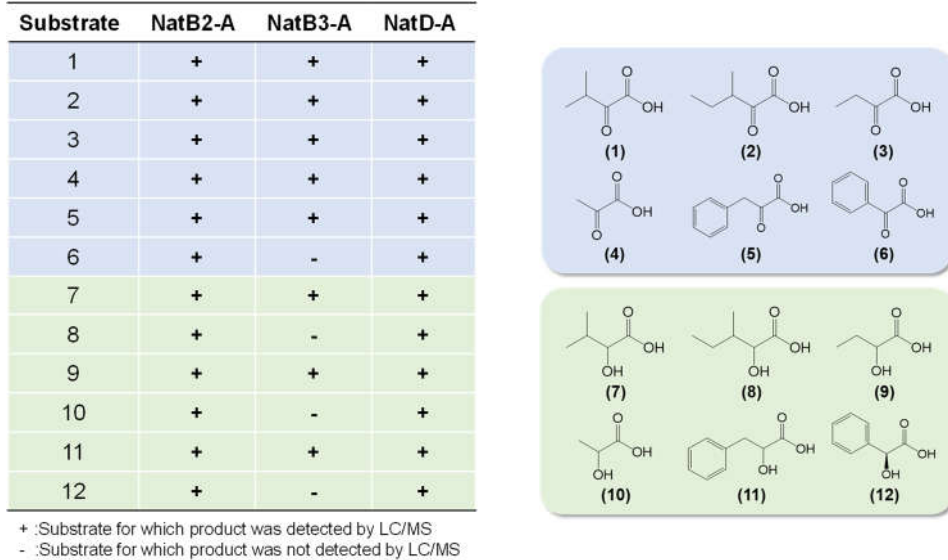 Substrate NatB2-A NatB3-A NatD-A
1 + + +
2 + + +
3 + + +
4 + + +
5 + + +
6 + - +
7 + + +
8 + - +
9 + + +
10 + - +
11 + + +
12 + - +
+ :Substrate for which product was detected by LC/MS
- :Substrate for which product was not detected by LC/MS
O O O
OH OH OH
O O O
(1) (2) (3)
O O O
OH OH OH
O O O
(4) (5) (6)
O O O
OH OH OH
OH OH OH
(7) (8) (9)
O O O
OH OH OH
OH OH OH
(10) (11) (12)